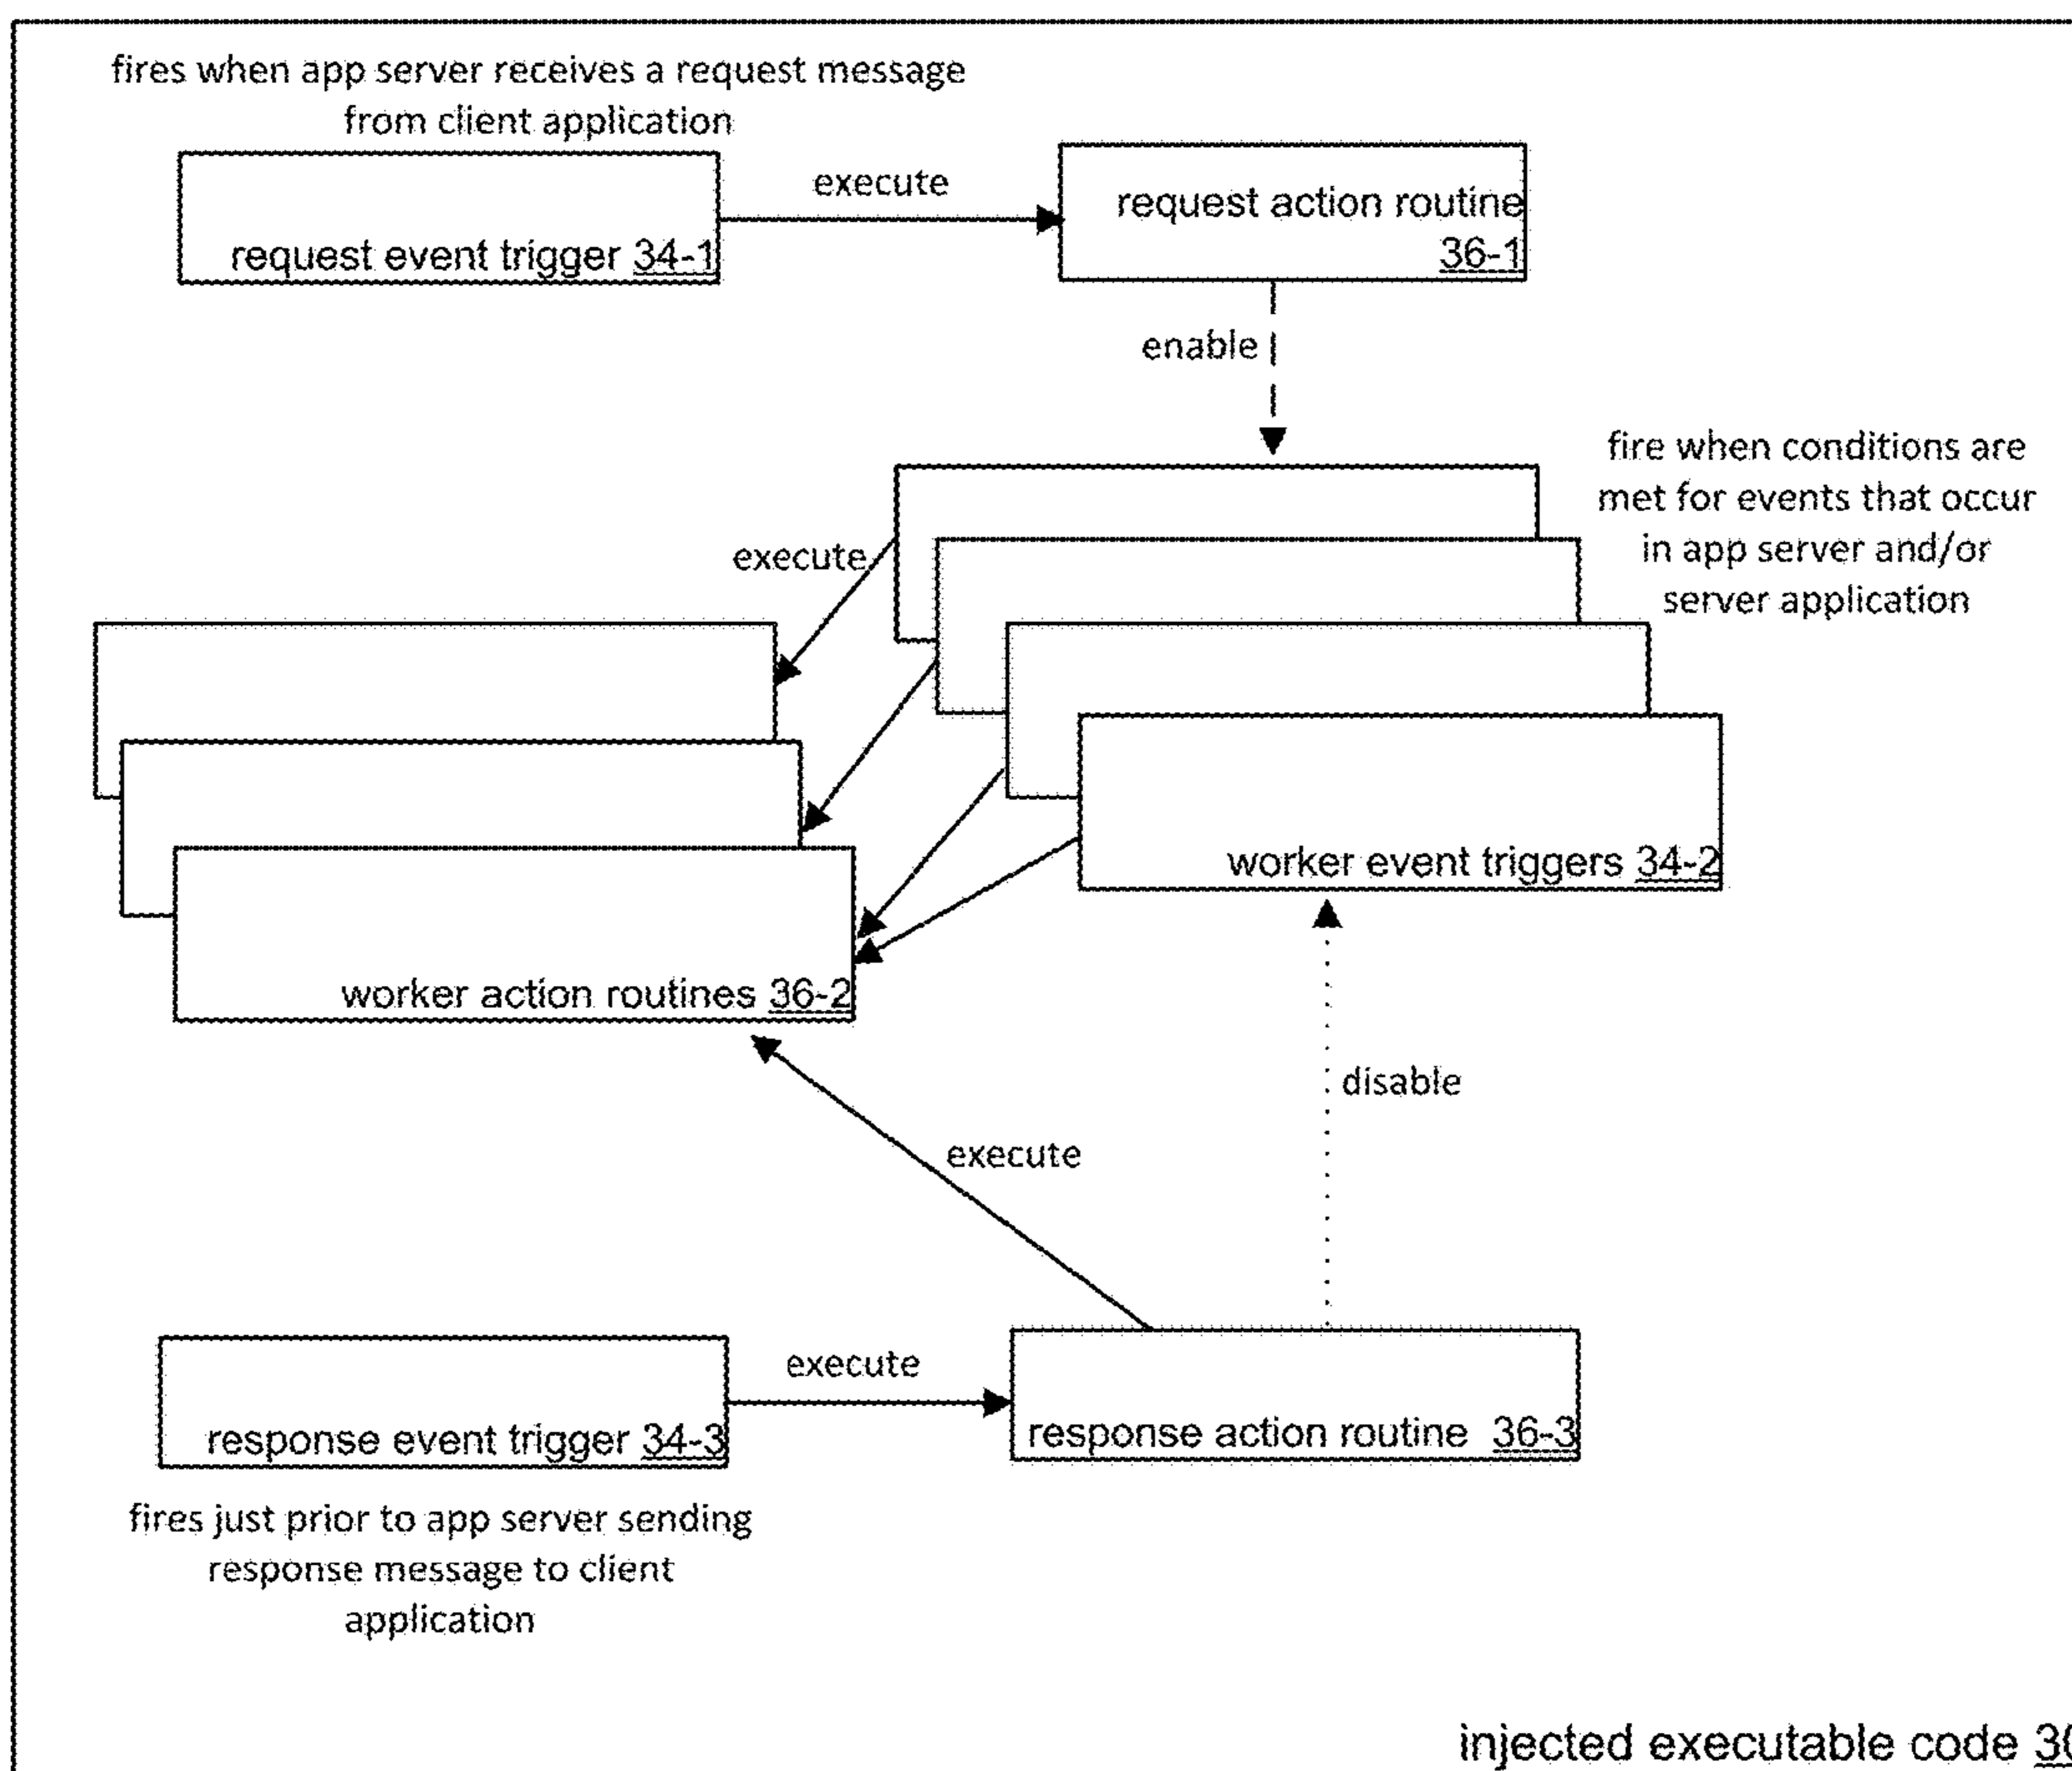 fires when app server receives a request message
from client application
execute
request event trigger 34-1
request action routine
36-1
enable
fire when conditions are
met for events that occur
in app server and/or
server application
execute
worker event triggers 34-2
worker action routines 36-2
disable
execute
execute
response event trigger 34-3
response action routine 36-3
fires just prior to app server sending
response message to client
application
injected executable code 30